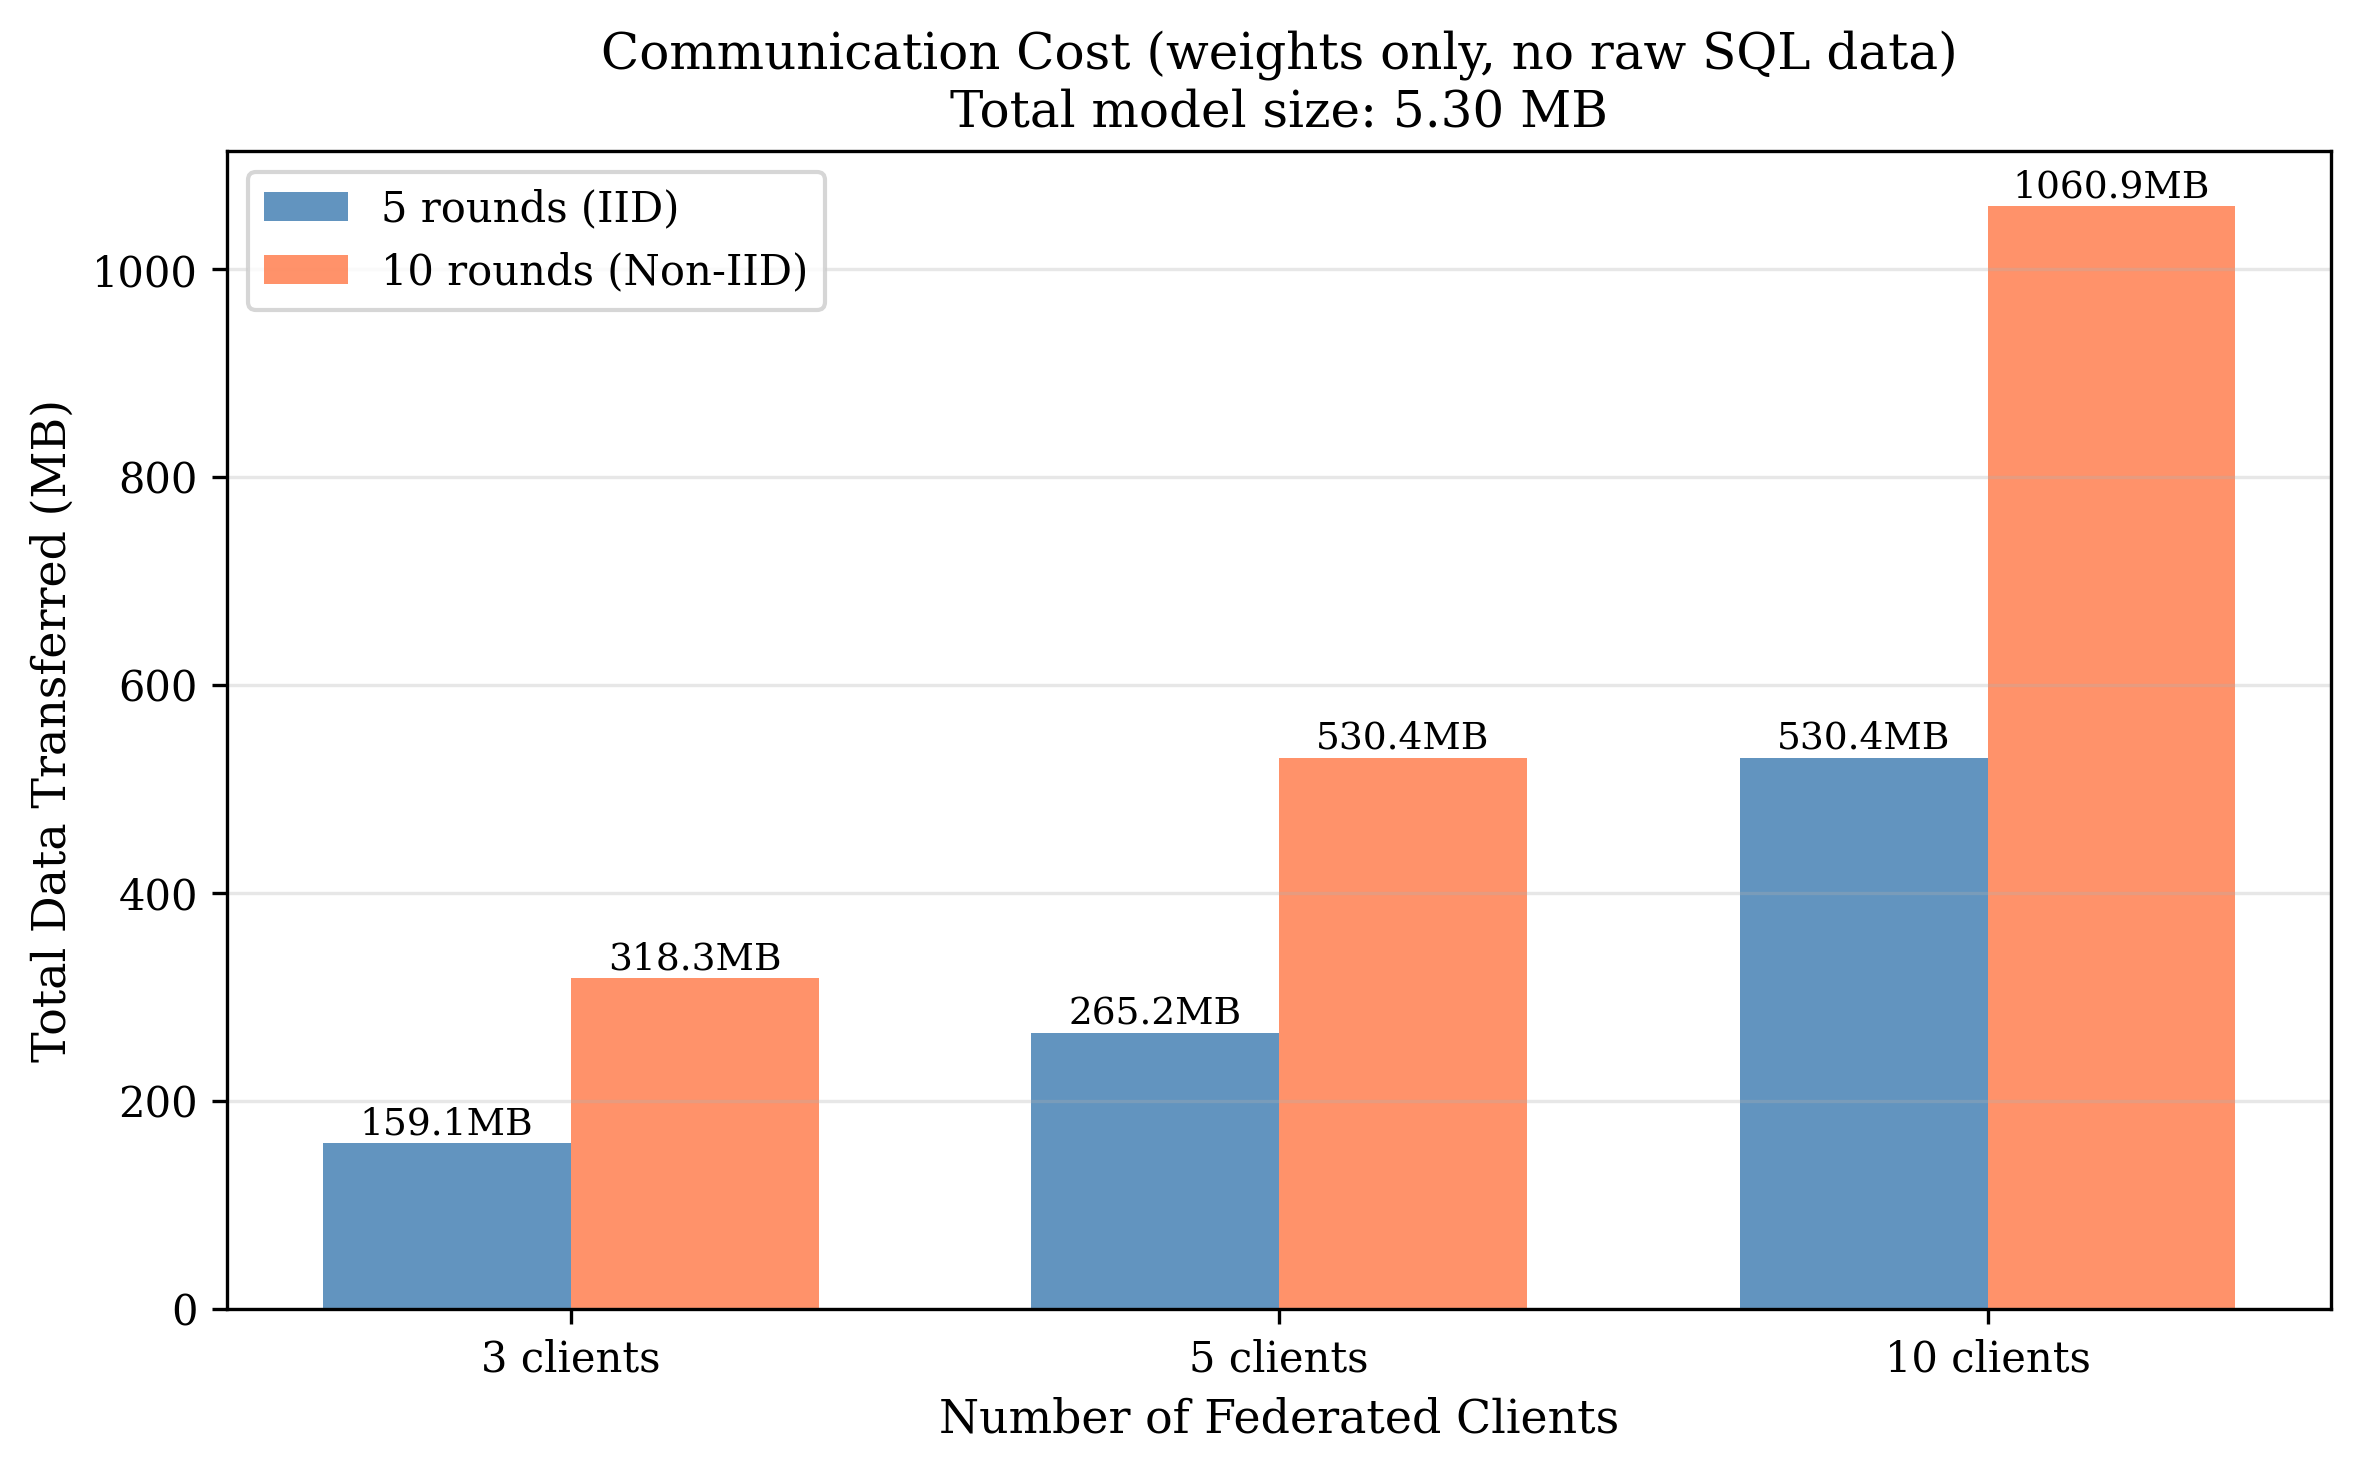 Communication Cost (weights only, no raw SQL data)
Total model size: 5.30 MB
5 rounds (IID)
10 rounds (Non-IID)
Total Data Transferred (MB)
1000
800
600
400
200
0
159.1MB
318.3MB
265.2MB
530.4MB
530.4MB
1060.9MB
3 clients
5 clients
10 clients
Number of Federated Clients